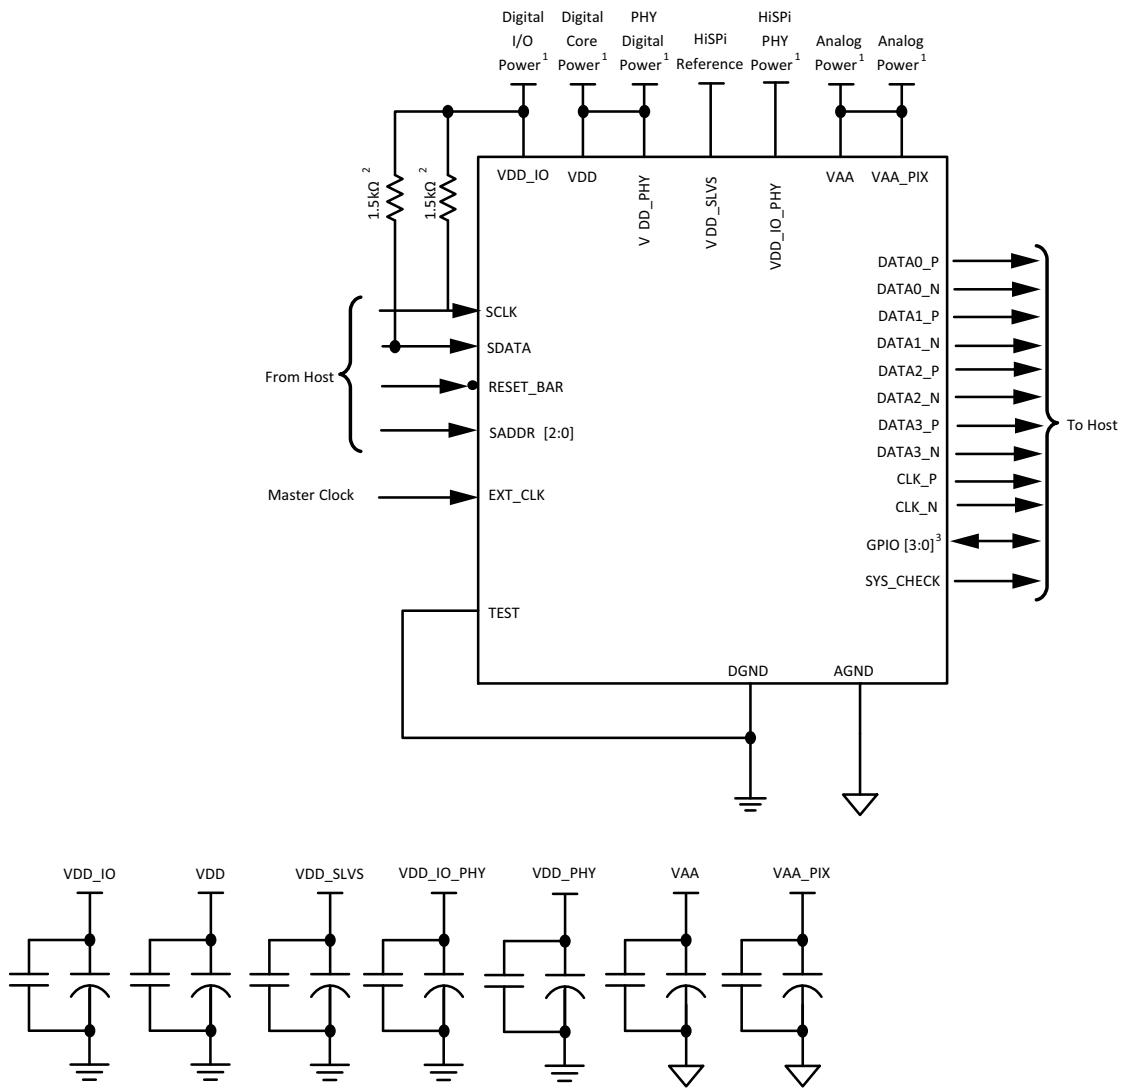 Digital
I/O
Power1
Digital
Core
Power1
PHY
Digital
Power1
HiSPi
Reference
HiSPi
PHY
Power1
Analog
Power1
Analog
Power1
VDD_IO
VDD
V DD_PHY
V DD_SLVS
VDD_IO_PHY
VAA
VAA_PIX
1.5kΩ 2
1.5kΩ 2
From Host
SCLK
SDATA
RESET_BAR
SADDR [2:0]
Master Clock
EXT_CLK
TEST
DATA0_P
DATA0_N
DATA1_P
DATA1_N
DATA2_P
DATA2_N
DATA3_P
DATA3_N
CLK_P
CLK_N
GPIO [3:0]3
SYS_CHECK
To Host
DGND
AGND
VDD_IO
VDD
VDD_SLVS
VDD_IO_PHY
VDD_PHY
VAA
VAA_PIX